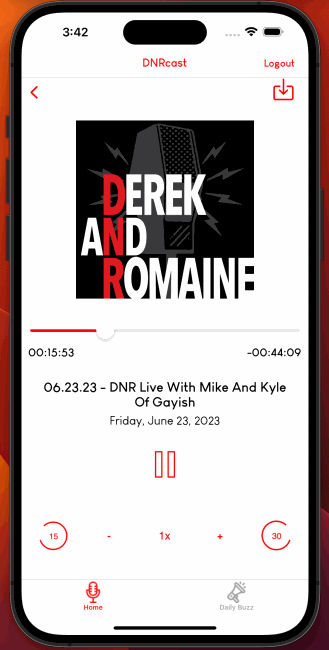 3:42
DNRcast
Logout
DEREK
AND
ROMAINE
00:15:53
-00:44:09
06.23.23 - DNR Live With Mike And Kyle
Of Gayish
Friday, June 23, 2023
15
-
1x
+
30
Home
Daily Buzz